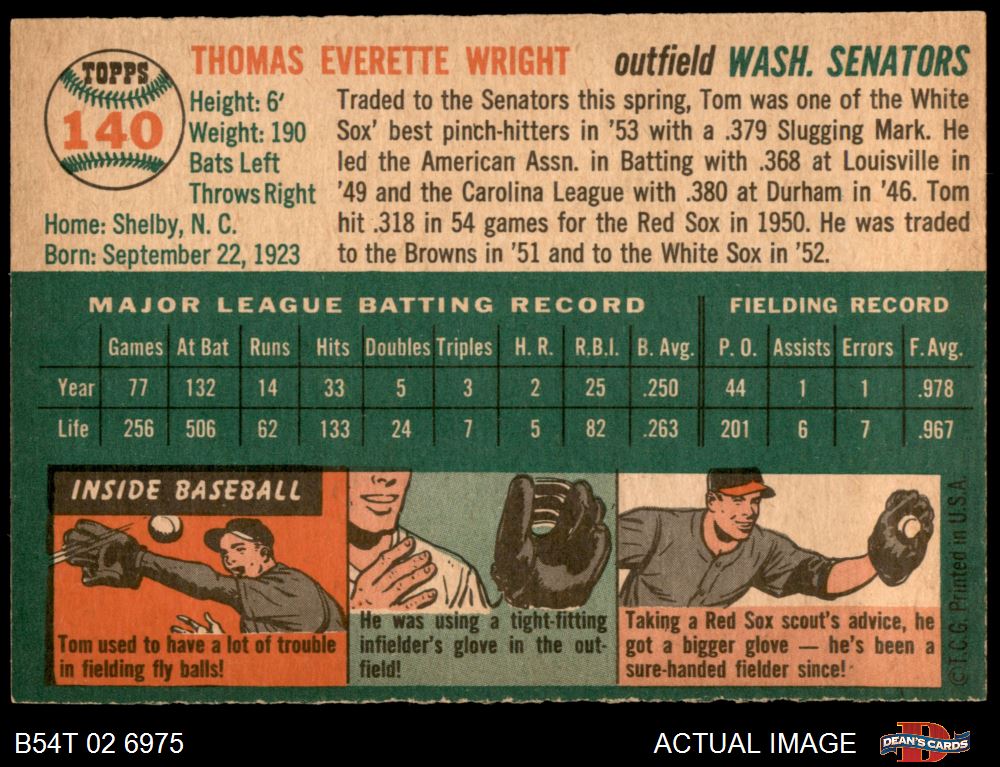 TOPPS
140
THOMAS EVERETTE WRIGHT outfield WASH. SENATORS
Height: 6'
Weight: 190
Bats Left
Throws Right
Home: Shelby, N. C.
Born: September 22, 1923
Traded to the Senators this spring, Tom was one of the White
Sox' best pinch-hitters in '53 with a .379 Slugging Mark. He
led the American Assn. in Batting with .368 at Louisville in
'49 and the Carolina League with .380 at Durham in '46. Tom
hit .318 in 54 games for the Red Sox in 1950. He was traded
to the Browns in '51 and to the White Sox in '52.
MAJOR LEAGUE BATTING RECORD FIELDING RECORD
Games At Bat Runs Hits Doubles Triples H. R. R.B.I. B. Avg. P. O. Assists Errors F. Avg.
Year 77 132 14 33 5 3 2 25 .250 44 1 1 .978
Life 256 506 62 133 24 7 5 82 .263 201 6 7 .967
INSIDE BASEBALL
Tom used to have a lot of trouble
in fielding fly balls!
He was using a tight-fitting
infielder's glove in the out-
field!
Taking a Red Sox scout's advice, he
got a bigger glove — he's been a
sure-handed fielder since!
© T.C.G. Printed in U.S.A.
B54T 02 6975
ACTUAL IMAGE
DEAN'S CARDS